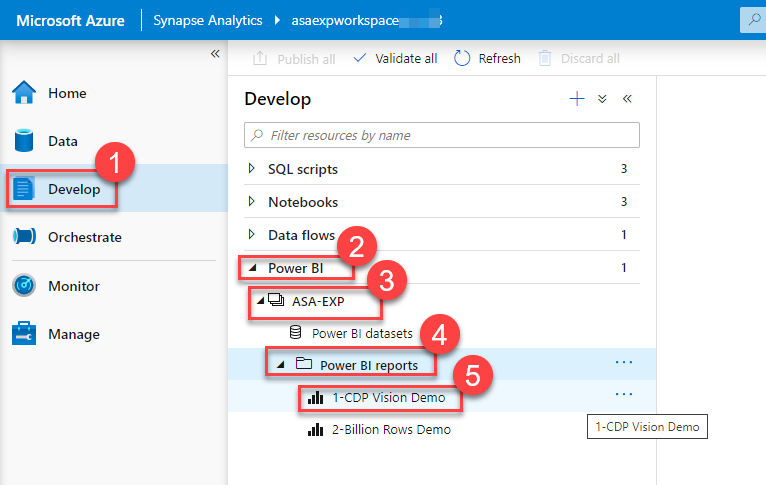 Microsoft Azure Synapse Analytics asaexpworkspace
Publish all Validate all Refresh Discard all
Home
Data
Develop
Orchestrate
Monitor
Manage
Develop
Filter resources by name
SQL scripts 3
Notebooks 3
Data flows 1
Power BI 1
ASA-EXP
Power BI datasets
Power BI reports
1-CDP Vision Demo
2-Billion Rows Demo
1-CDP Vision Demo
1
2
3
4
5